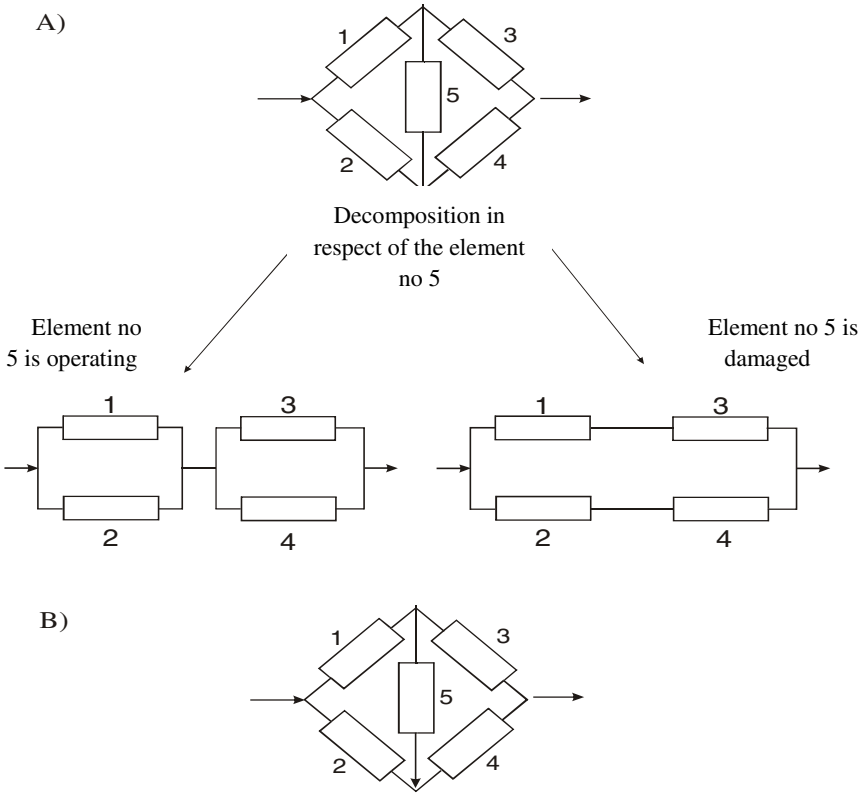 A)
1
3
5
2
4
Decomposition in
respect of the element
no 5
Element no
5 is operating
Element no 5 is
damaged
1
3
2
4
1
3
2
4
B)
1
3
5
2
4